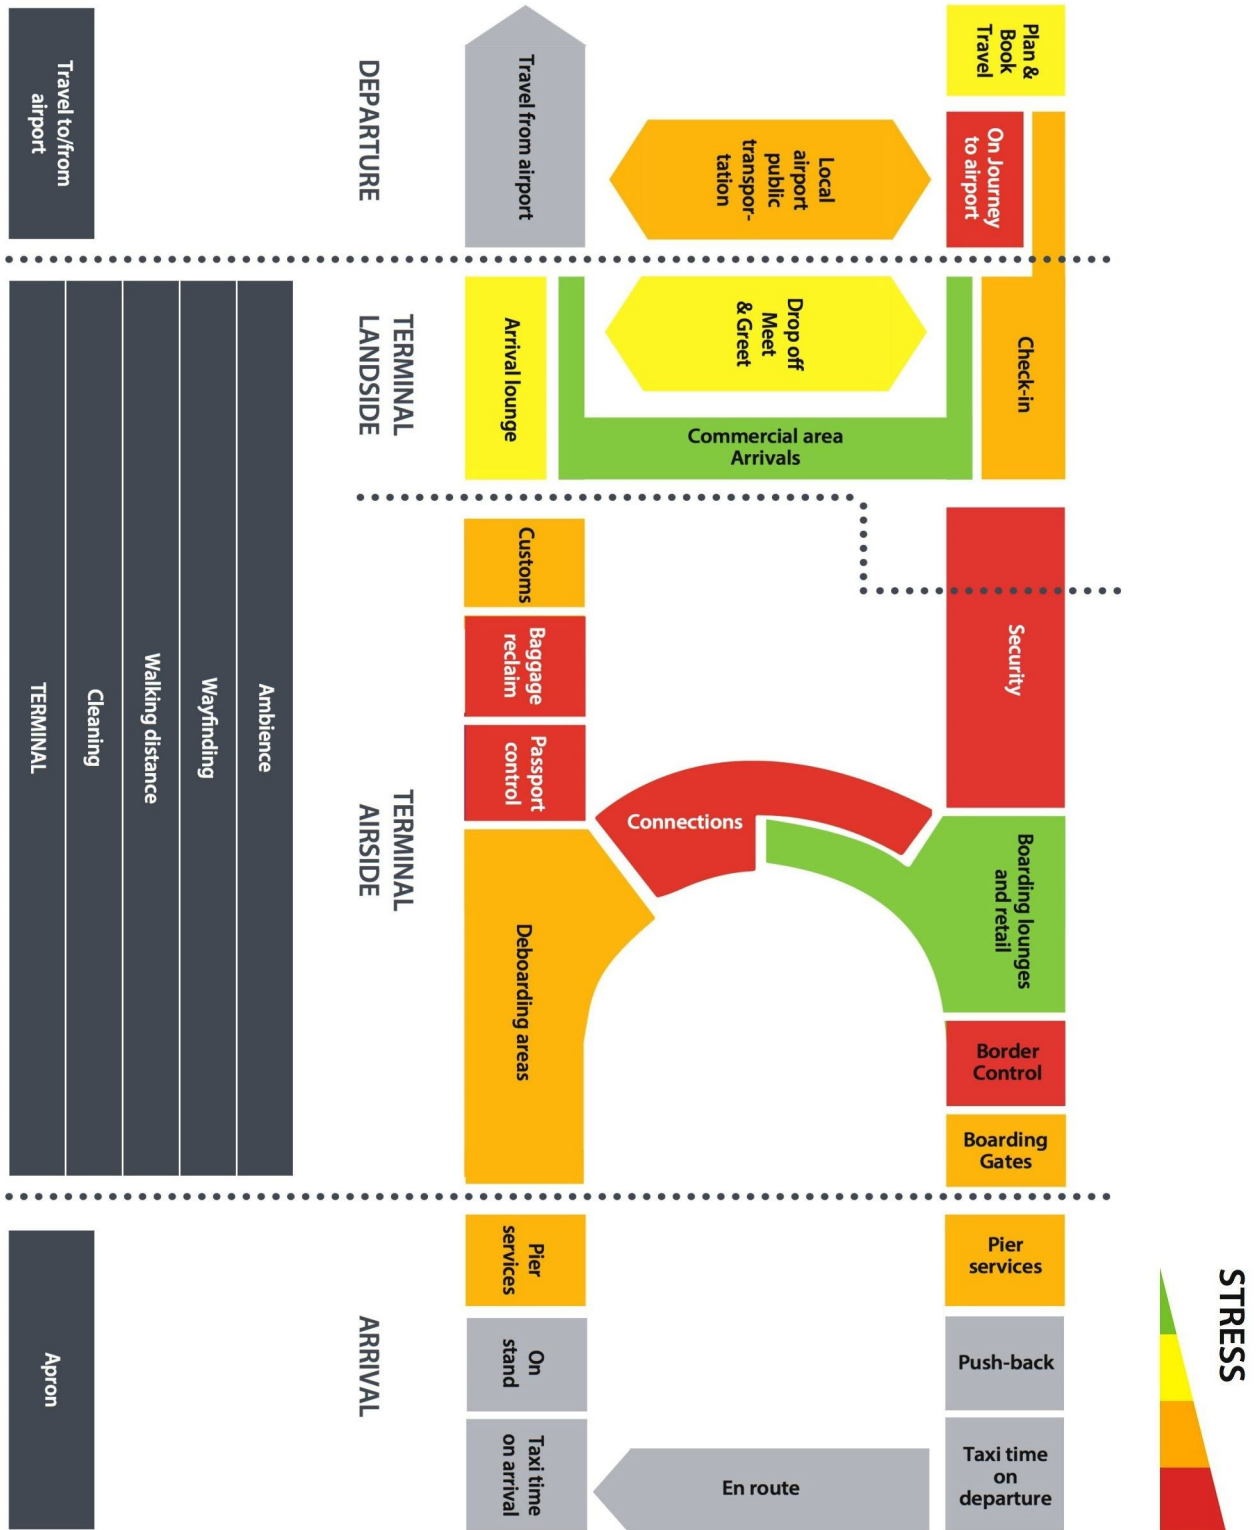 STRESS
Plan &
Book
Travel
On Journey
to airport
Check-in
Security
Boarding lounges
and retail
Border
Control
Boarding
Gates
Pier
services
Push-back
Taxi time
on
departure
Local
airport
public
transpor-
tation
Drop off
Meet
& Greet
Commercial area
Arrivals
Connections
En route
Travel from airport
Arrival lounge
Customs
Baggage
reclaim
Passport
control
Deboarding areas
Pier
services
On
stand
Taxi time
on arrival
DEPARTURE
TERMINAL
LANDSIDE
TERMINAL
AIRSIDE
ARRIVAL
Travel to/from
airport
Ambience
Wayfinding
Walking distance
Cleaning
TERMINAL
Apron